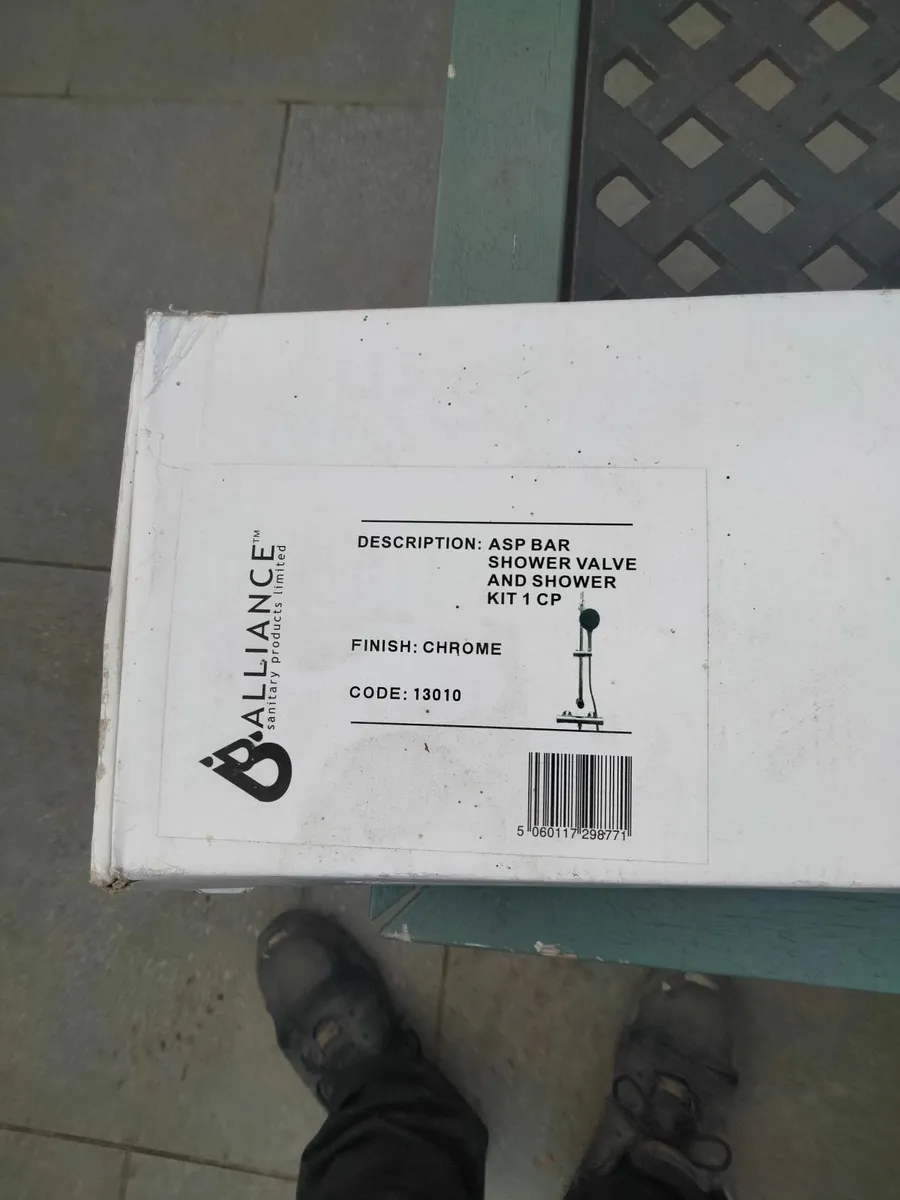 ALLIANCE™
sanitary products limited
DESCRIPTION: ASP BAR
SHOWER VALVE
AND SHOWER
KIT 1 CP
FINISH: CHROME
CODE: 13010
5 060117 298771